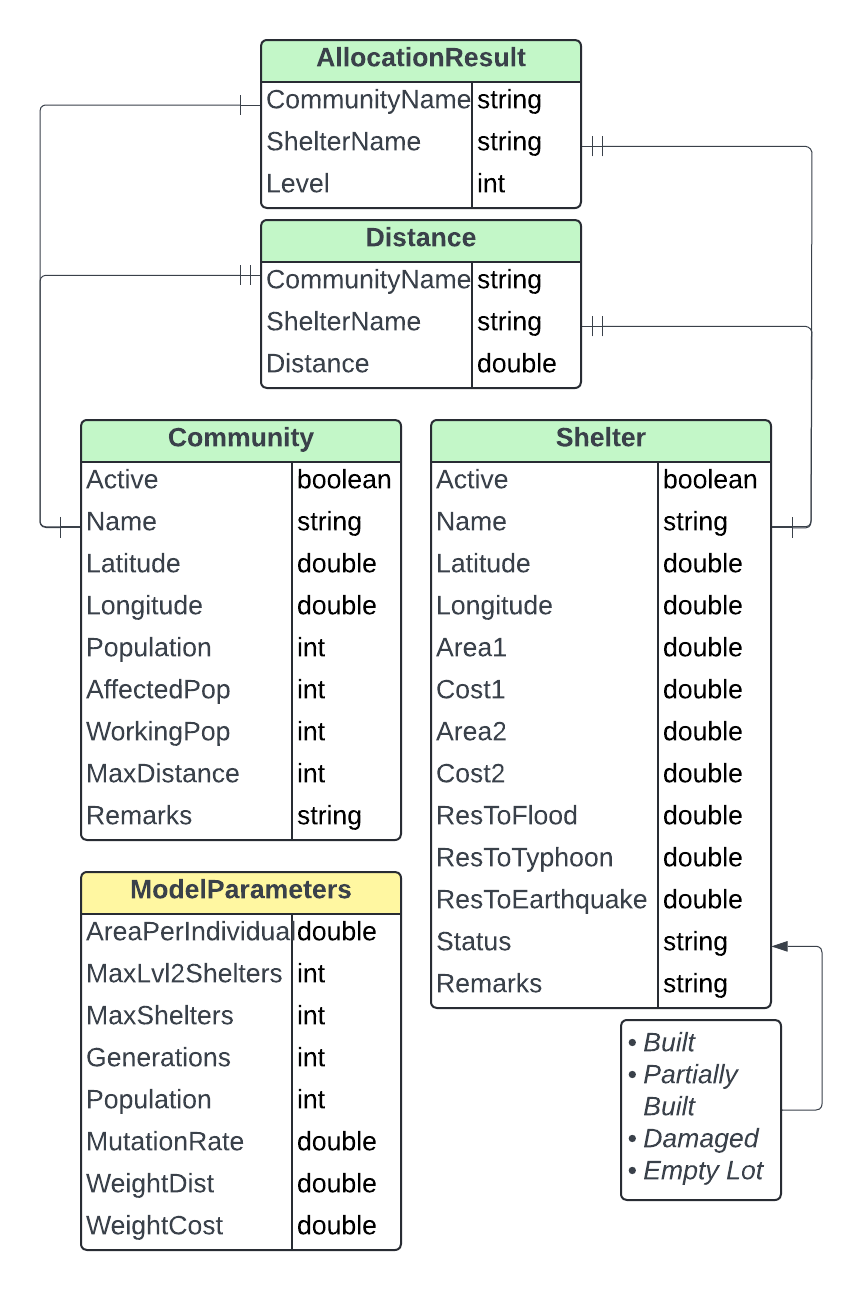 AllocationResult
CommunityName string
ShelterName string
Level int
Distance
CommunityName string
ShelterName string
Distance double
Community
Active boolean
Name string
Latitude double
Longitude double
Population int
AffectedPop int
WorkingPop int
MaxDistance int
Remarks string
Shelter
Active boolean
Name string
Latitude double
Longitude double
Area1 double
Cost1 double
Area2 double
Cost2 double
ResToFlood double
ResToTyphoon double
ResToEarthquake double
Status string
Remarks string
ModelParameters
AreaPerIndividual double
MaxLvl2Shelters int
MaxShelters int
Generations int
Population int
MutationRate double
WeightDist double
WeightCost double
• Built
• Partially
Built
• Damaged
• Empty Lot